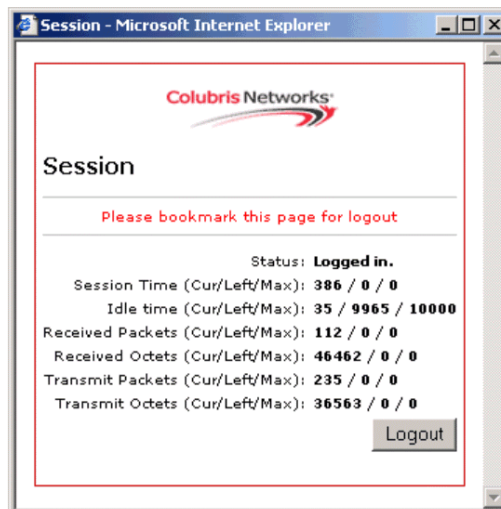 Session - Microsoft Internet Explorer
Colubris Networks
Session
Please bookmark this page for logout
Status: Logged in.
Session Time (Cur/Left/Max): 386 / 0 / 0
Idle time (Cur/Left/Max): 35 / 9965 / 10000
Received Packets (Cur/Left/Max): 112 / 0 / 0
Received Octets (Cur/Left/Max): 46462 / 0 / 0
Transmit Packets (Cur/Left/Max): 235 / 0 / 0
Transmit Octets (Cur/Left/Max): 36563 / 0 / 0
Logout